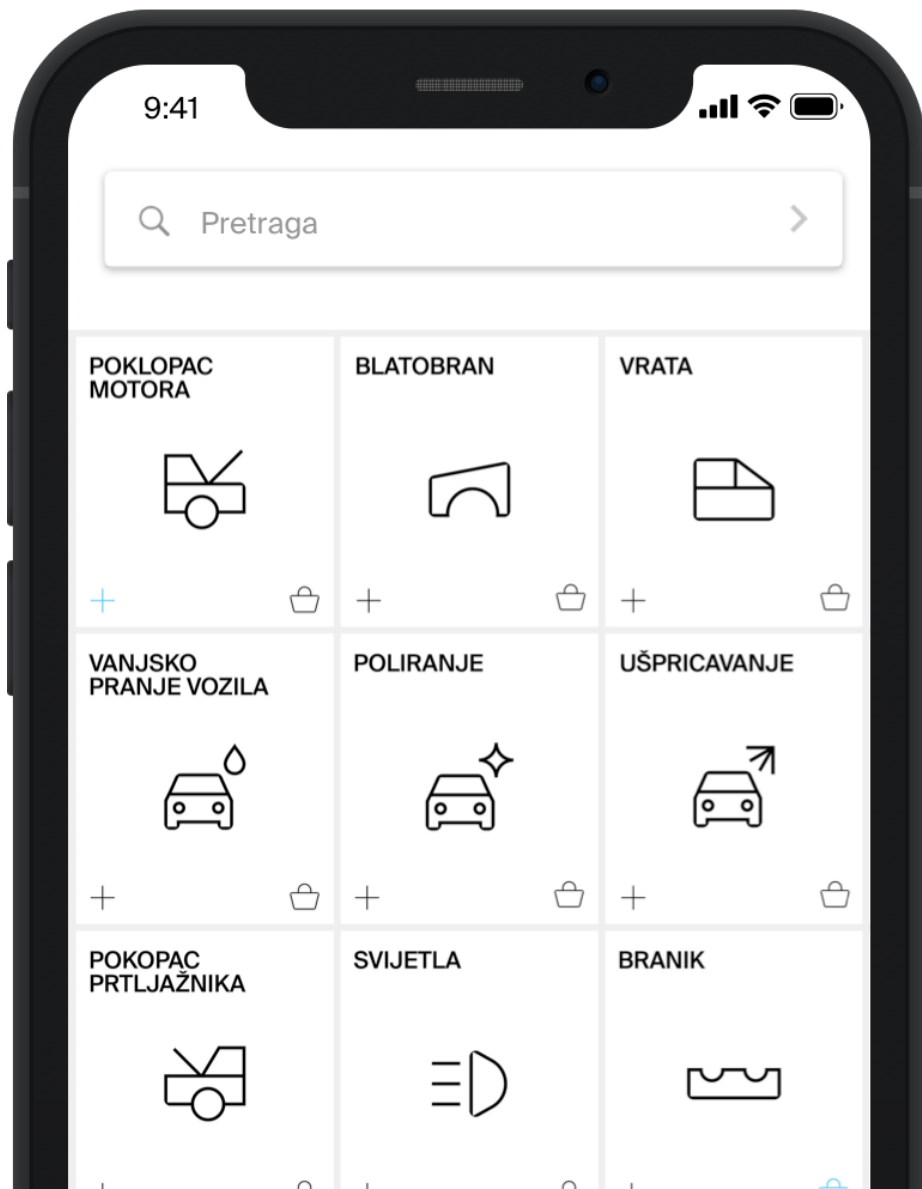 9:41
Pretraga
POKLOPAC
MOTORA
BLATOBRAN
VRATA
VANJSKO
PRANJE VOZILA
POLIRANJE
UŠPRICAVANJE
POKOPAC
PRTLJAŽNIKA
SVIJETLA
BRANIK